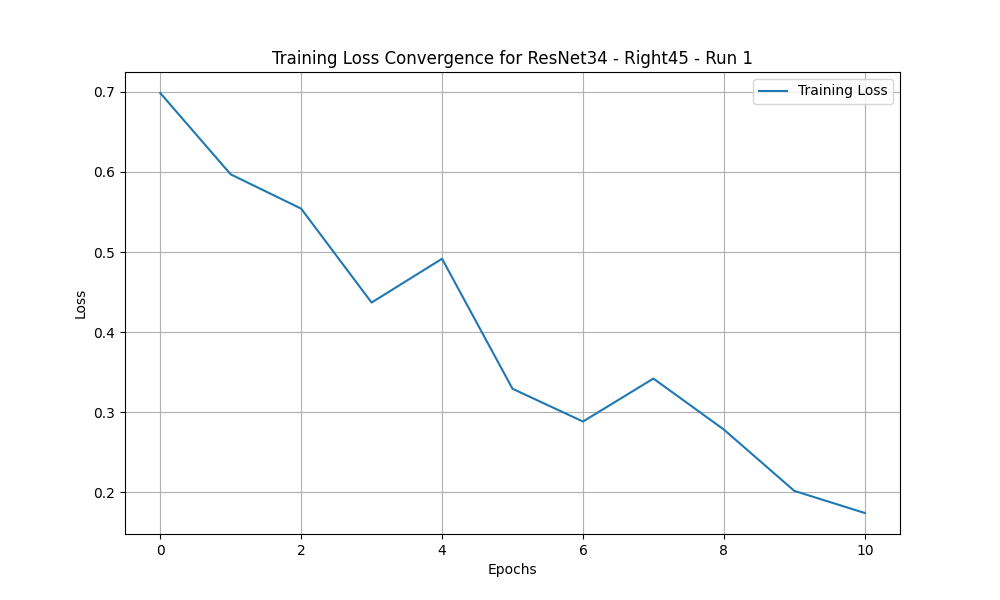 Training Loss Convergence for ResNet34 - Right45 - Run 1
Training Loss
0.7
0.6
0.5
0.4
0.3
0.2
Loss
0 2 4 6 8 10
Epochs